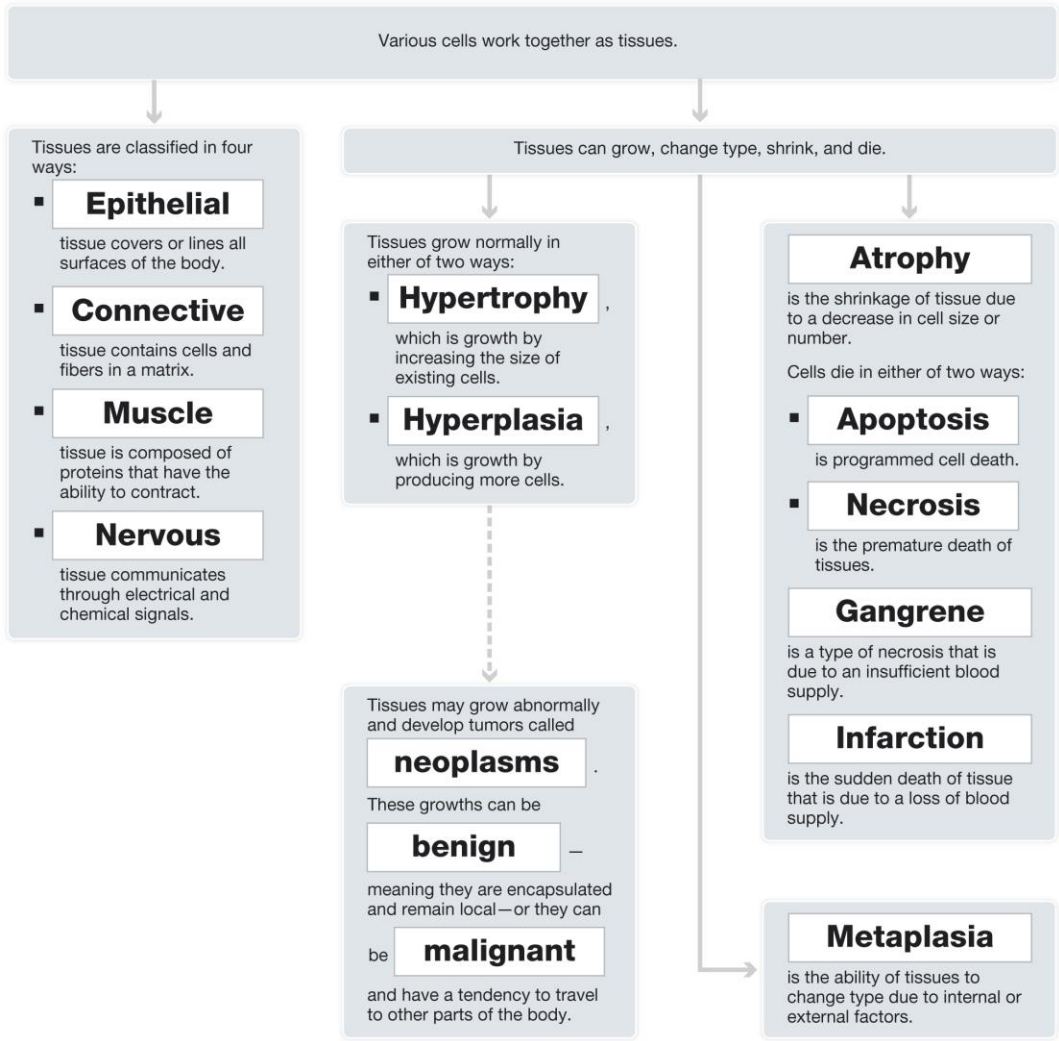 Various cells work together as tissues.
Tissues are classified in four
ways:
▪ Epithelial
tissue covers or lines all
surfaces of the body.
▪ Connective
tissue contains cells and
fibers in a matrix.
▪ Muscle
tissue is composed of
proteins that have the
ability to contract.
▪ Nervous
tissue communicates
through electrical and
chemical signals.
Tissues can grow, change type, shrink, and die.
Tissues grow normally in
either of two ways:
▪ Hypertrophy ,
which is growth by
increasing the size of
existing cells.
▪ Hyperplasia ,
which is growth by
producing more cells.
Tissues may grow abnormally
and develop tumors called
neoplasms .
These growths can be
benign —
meaning they are encapsulated
and remain local—or they can
be malignant
and have a tendency to travel
to other parts of the body.
Atrophy
is the shrinkage of tissue due
to a decrease in cell size or
number.
Cells die in either of two ways:
▪ Apoptosis
is programmed cell death.
▪ Necrosis
is the premature death of
tissues.
Gangrene
is a type of necrosis that is
due to an insufficient blood
supply.
Infarction
is the sudden death of tissue
that is due to a loss of blood
supply.
Metaplasia
is the ability of tissues to
change type due to internal or
external factors.